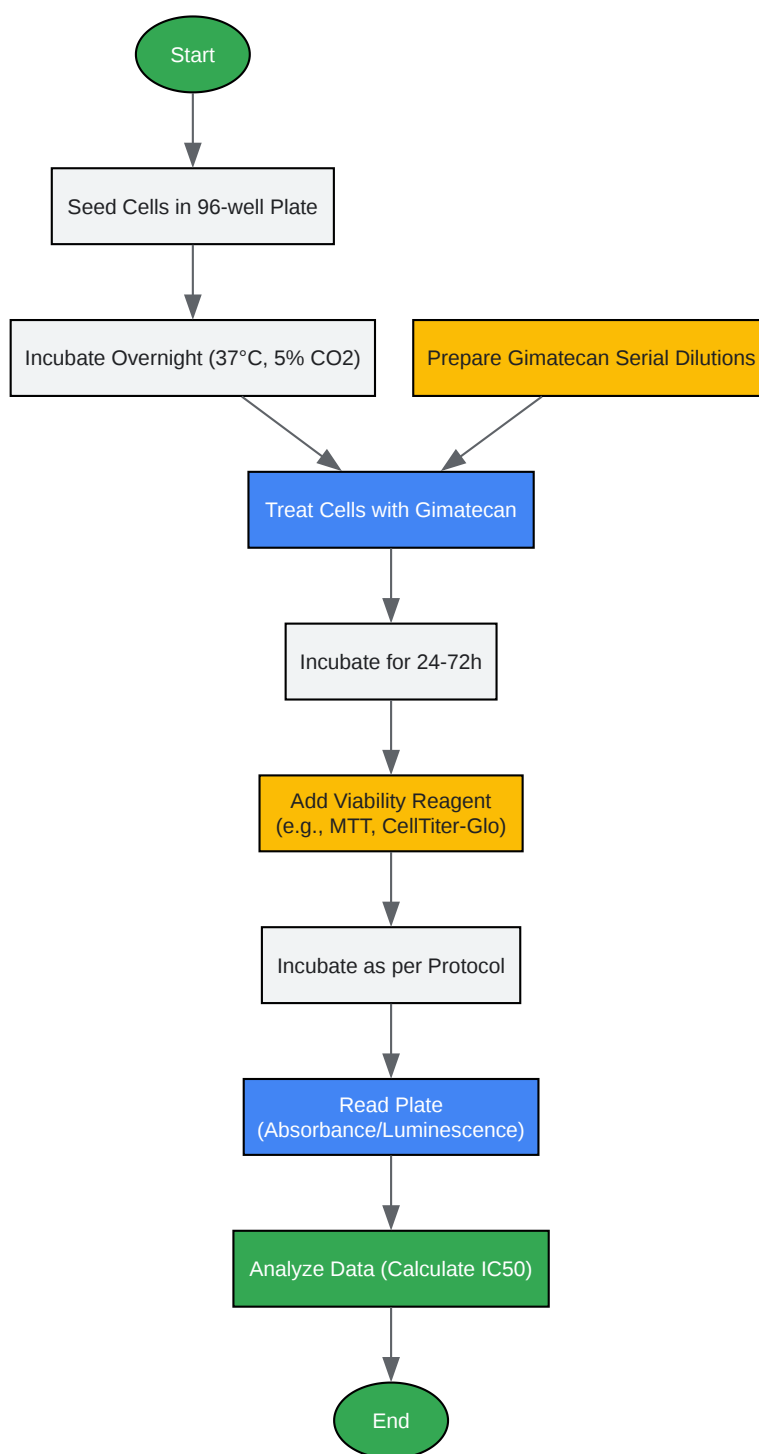 Start
Seed Cells in 96-well Plate
Incubate Overnight (37°C, 5% CO2)
Prepare Gimatecan Serial Dilutions
Treat Cells with Gimatecan
Incubate for 24-72h
Add Viability Reagent
(e.g., MTT, CellTiter-Glo)
Incubate as per Protocol
Read Plate
(Absorbance/Luminescence)
Analyze Data (Calculate IC50)
End